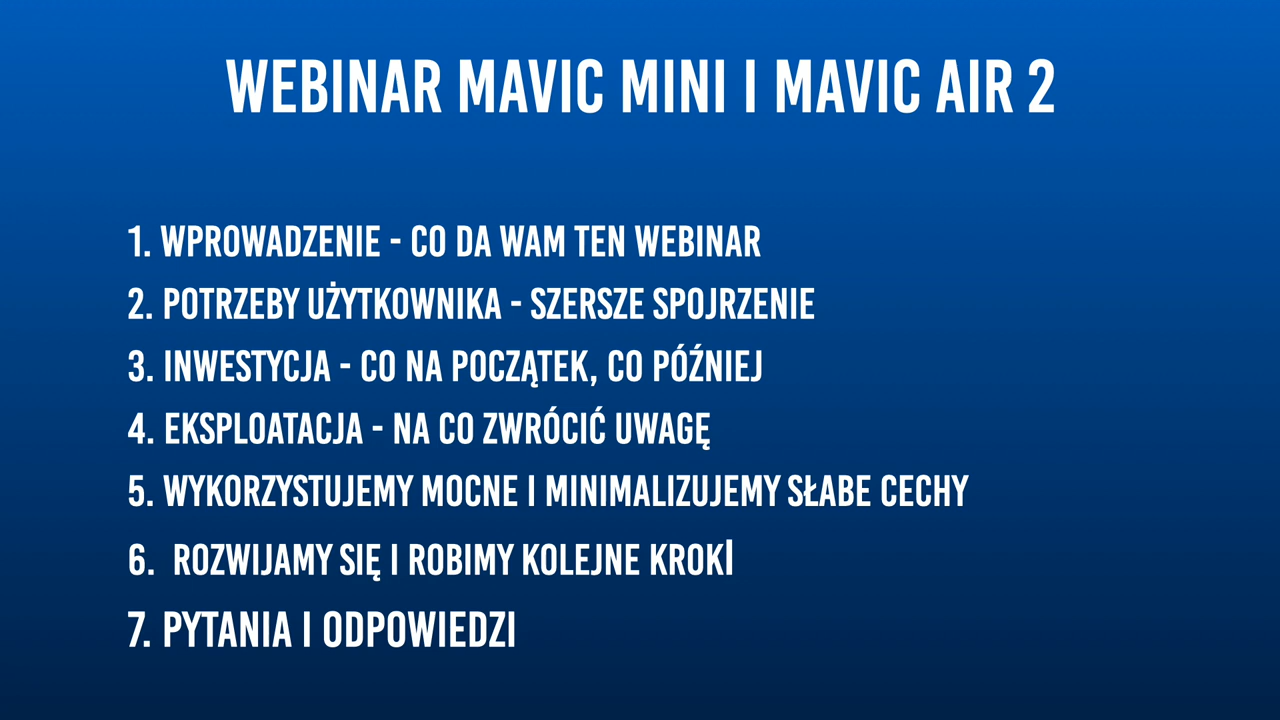 WEBINAR MAVIC MINI I MAVIC AIR 2
1. WPROWADZENIE - CO DA WAM TEN WEBINAR
2. POTRZEBY UŻYTKOWNIKA - SZERSZE SPOJRZENIE
3. INWESTYCJA - CO NA POCZĄTEK, CO PÓŹNIEJ
4. EKSPLOATACJA - NA CO ZWRÓCIĆ UWAGĘ
5. WYKORZYSTUJEMY MOCNE I MINIMALIZUJEMY SŁABE CECHY
6. ROZWIJAMY SIĘ I ROBIMY KOLEJNE KROKI
7. PYTANIA I ODPOWIEDZI